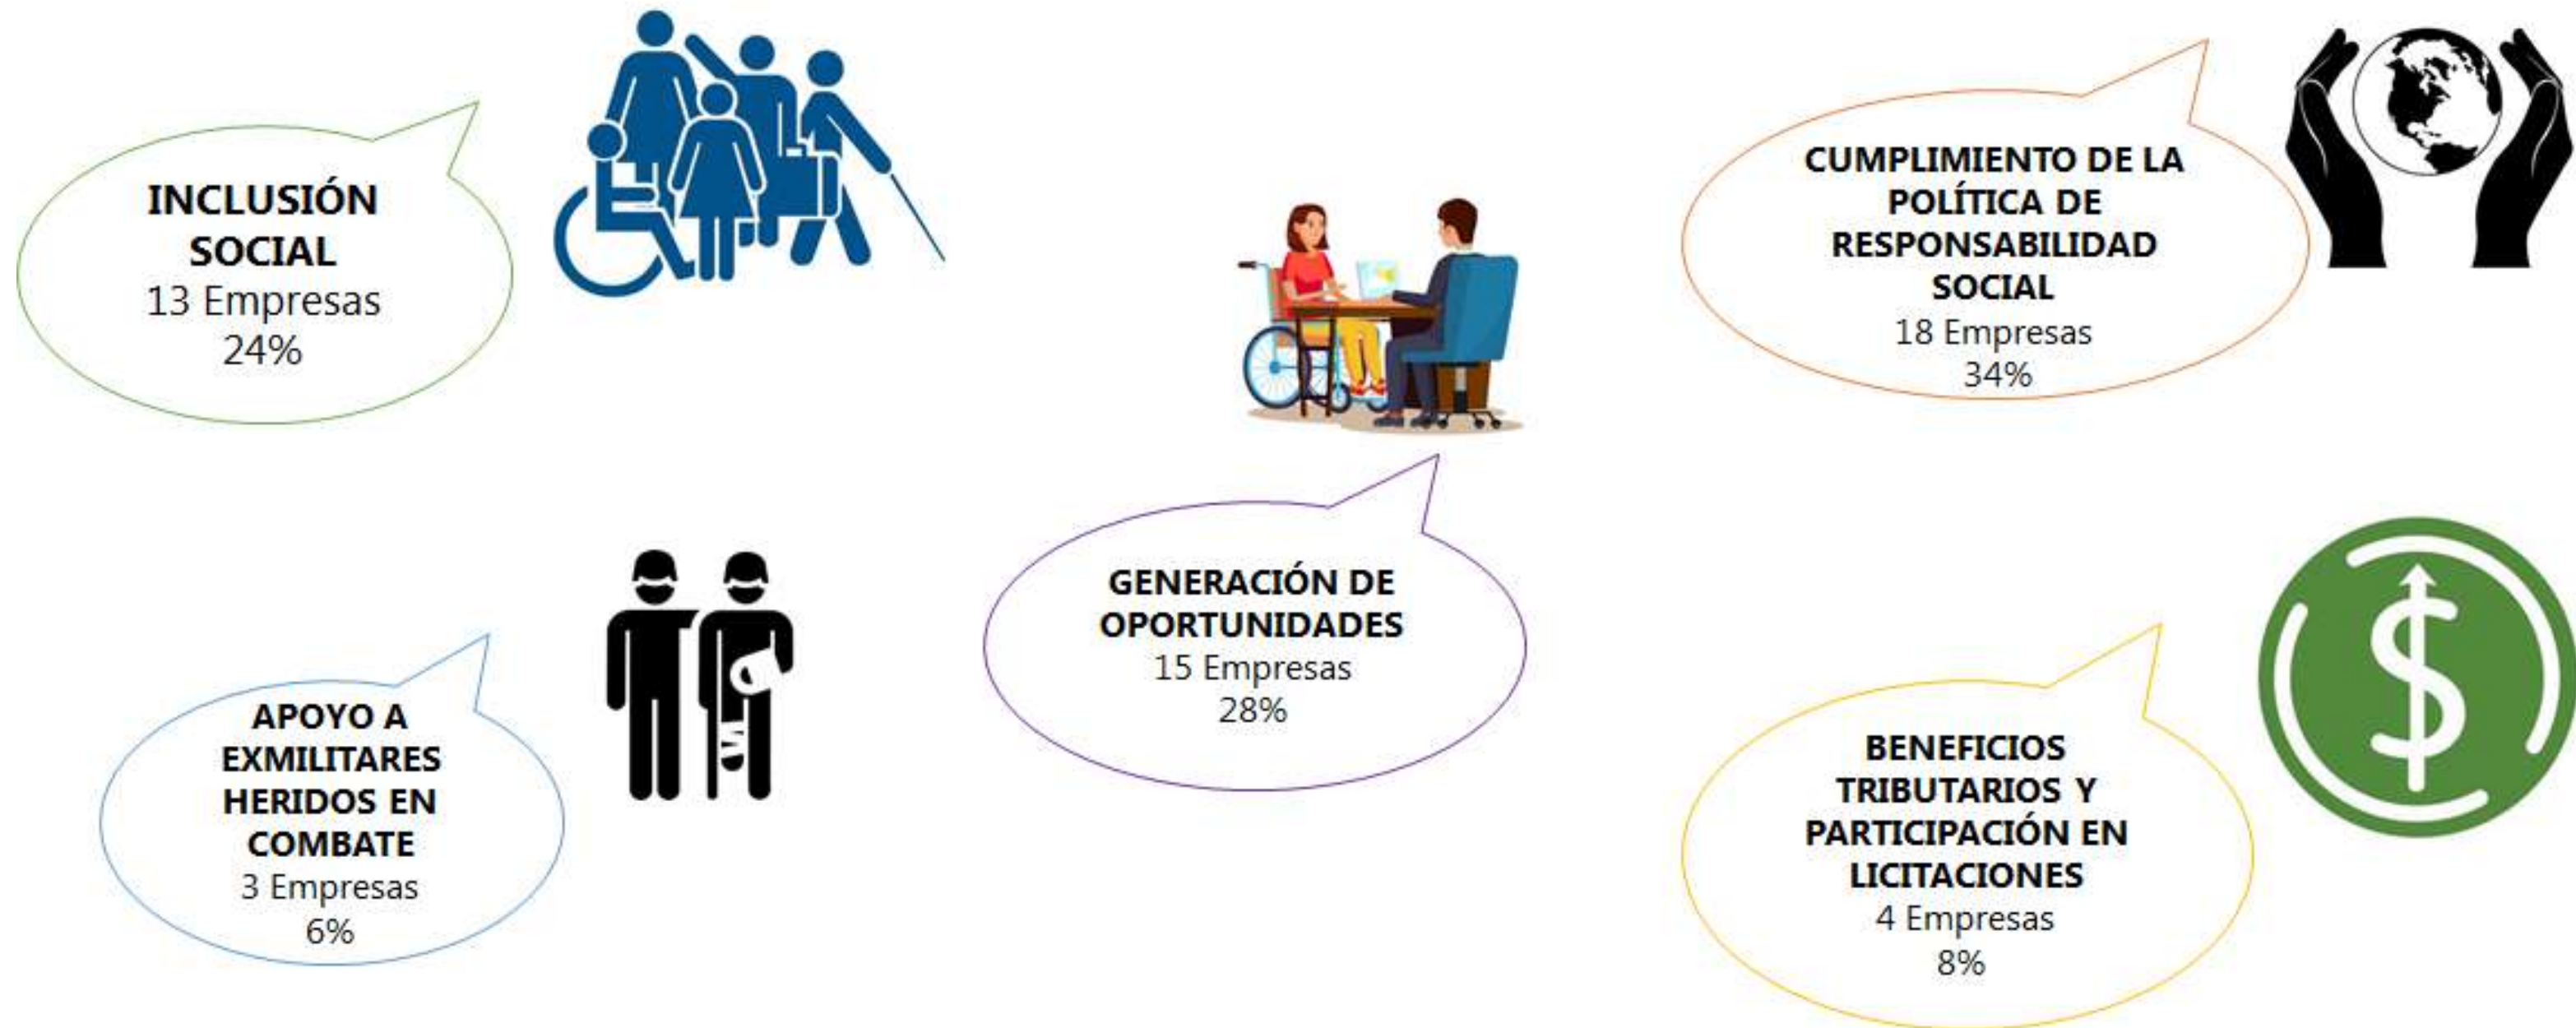 INCLUSIÓN
SOCIAL
13 Empresas
24%
CUMPLIMIENTO DE LA
POLÍTICA DE
RESPONSABILIDAD
SOCIAL
18 Empresas
34%
GENERACIÓN DE
OPORTUNIDADES
15 Empresas
28%
APOYO A
EXMILITARES
HERIDOS EN
COMBATE
3 Empresas
6%
BENEFICIOS
TRIBUTARIOS Y
PARTICIPACIÓN EN
LICITACIONES
4 Empresas
8%